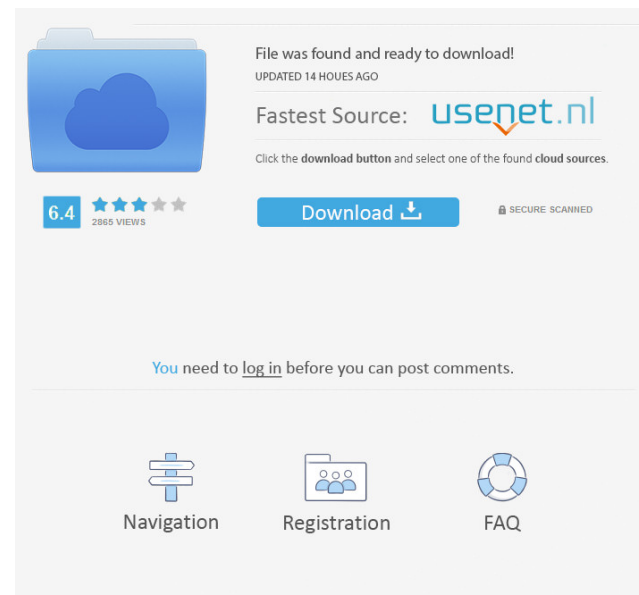 File was found and ready to download!
UPDATED 14 HOUES AGO
Fastest Source: usenet.nl
Click the download button and select one of the found cloud sources.
6.4
2865 VIEWS
Download
SECURE SCANNED
You need to log in before you can post comments.
Navigation
Registration
FAQ